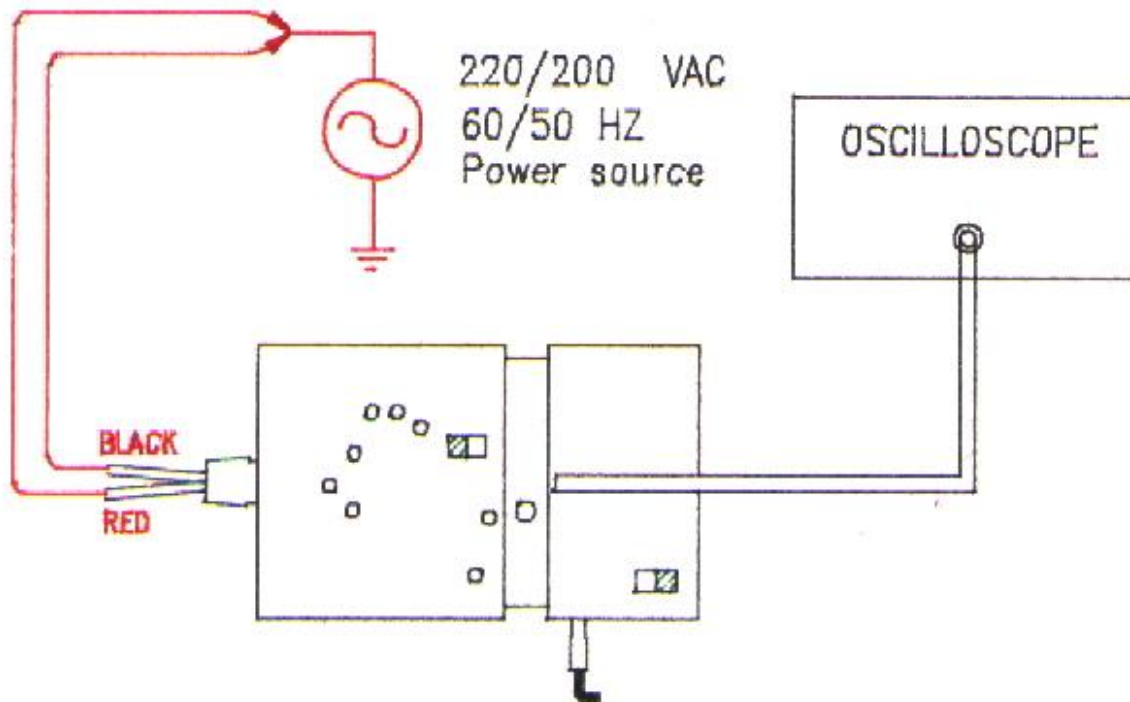 220/200 VAC
60/50 HZ
Power source
OSCILLOSCOPE
BLACK
RED